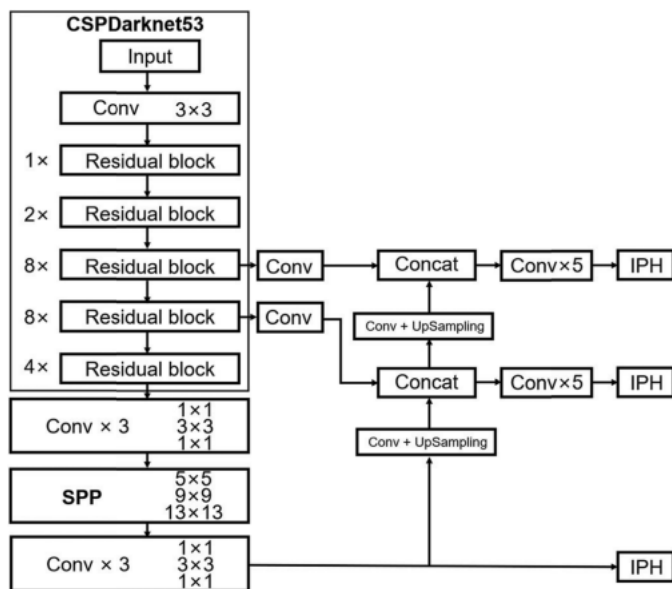 CSPDarknet53
Input
Conv 3×3
1× Residual block
2× Residual block
8× Residual block Conv Concat Conv×5 IPH
Conv + UpSampling
8× Residual block Conv
4× Residual block Concat Conv×5 IPH
1×1
Conv × 3 3×3
1×1
Conv + UpSampling
5×5
SPP 9×9
13×13
1×1
Conv × 3 3×3 IPH
1×1